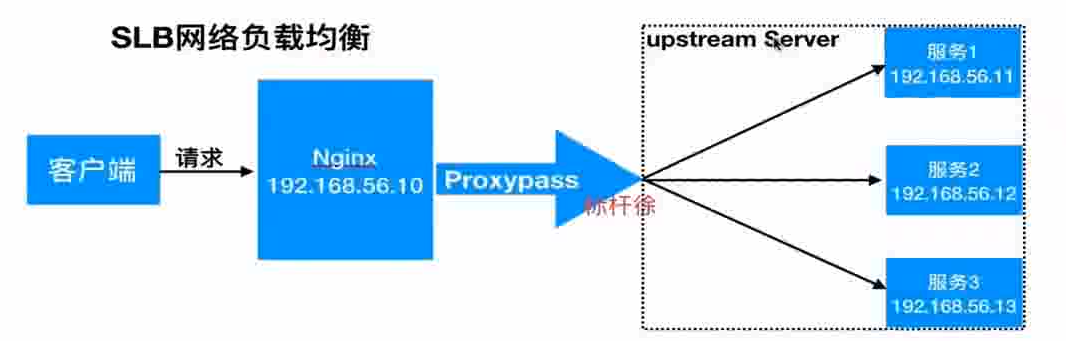 SLB网络负载均衡
upstream Server
客户端
请求
Nginx
192.168.56.10
Proxypass
标杆徐
服务1
192.168.56.11
服务2
192.168.56.12
服务3
192.168.56.13